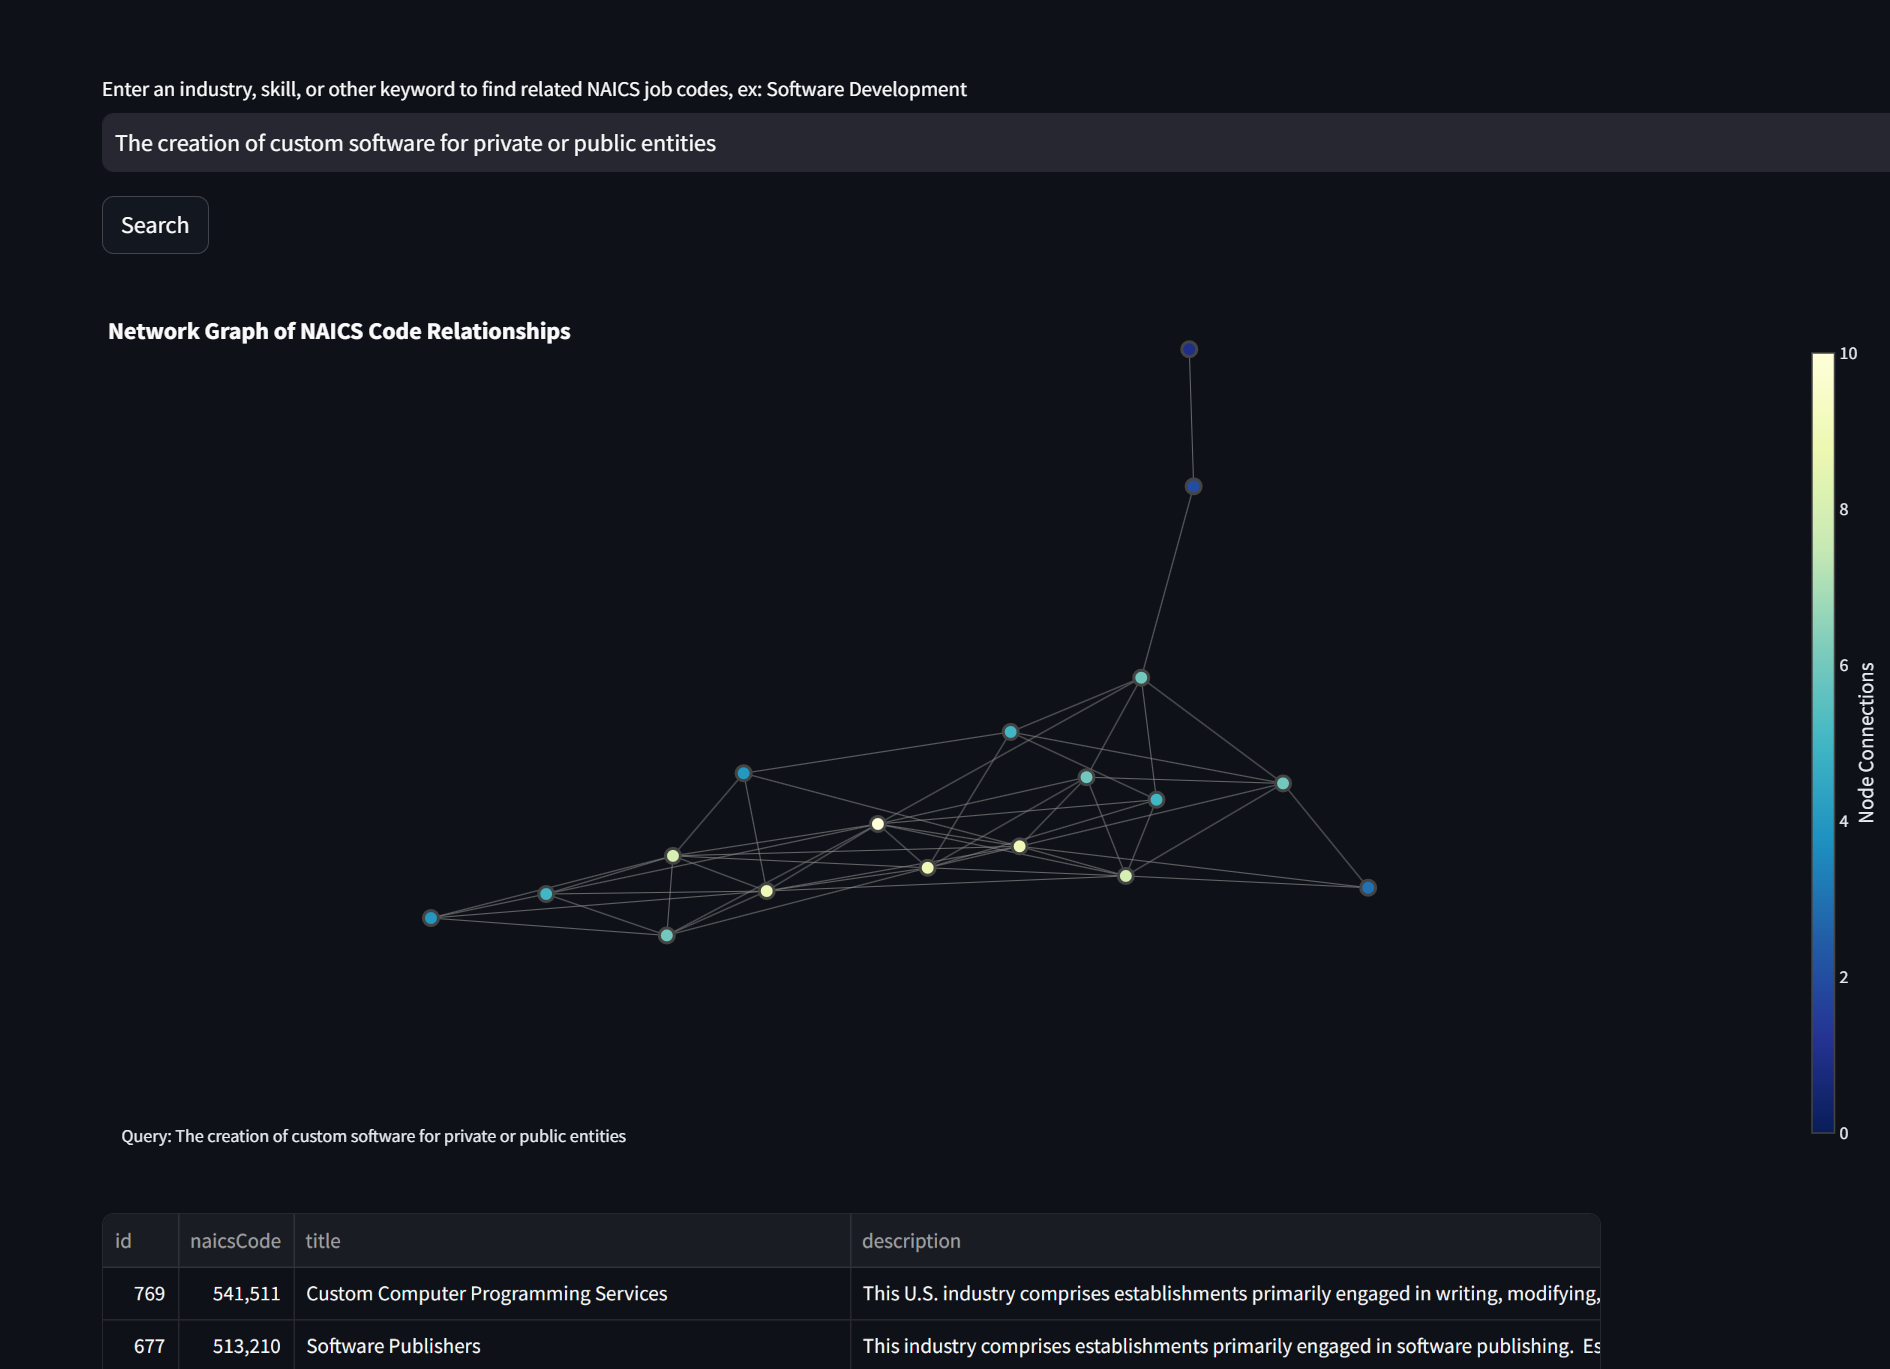 Enter an industry, skill, or other keyword to find related NAICS job codes, ex: Software Development
The creation of custom software for private or public entities
Search
Network Graph of NAICS Code Relationships
10
8
6
4
2
0
Node Connections
Query: The creation of custom software for private or public entities
id naicsCode title description
769 541,511 Custom Computer Programming Services This U.S. industry comprises establishments primarily engaged in writing, modifying,
677 513,210 Software Publishers This industry comprises establishments primarily engaged in software publishing. Es